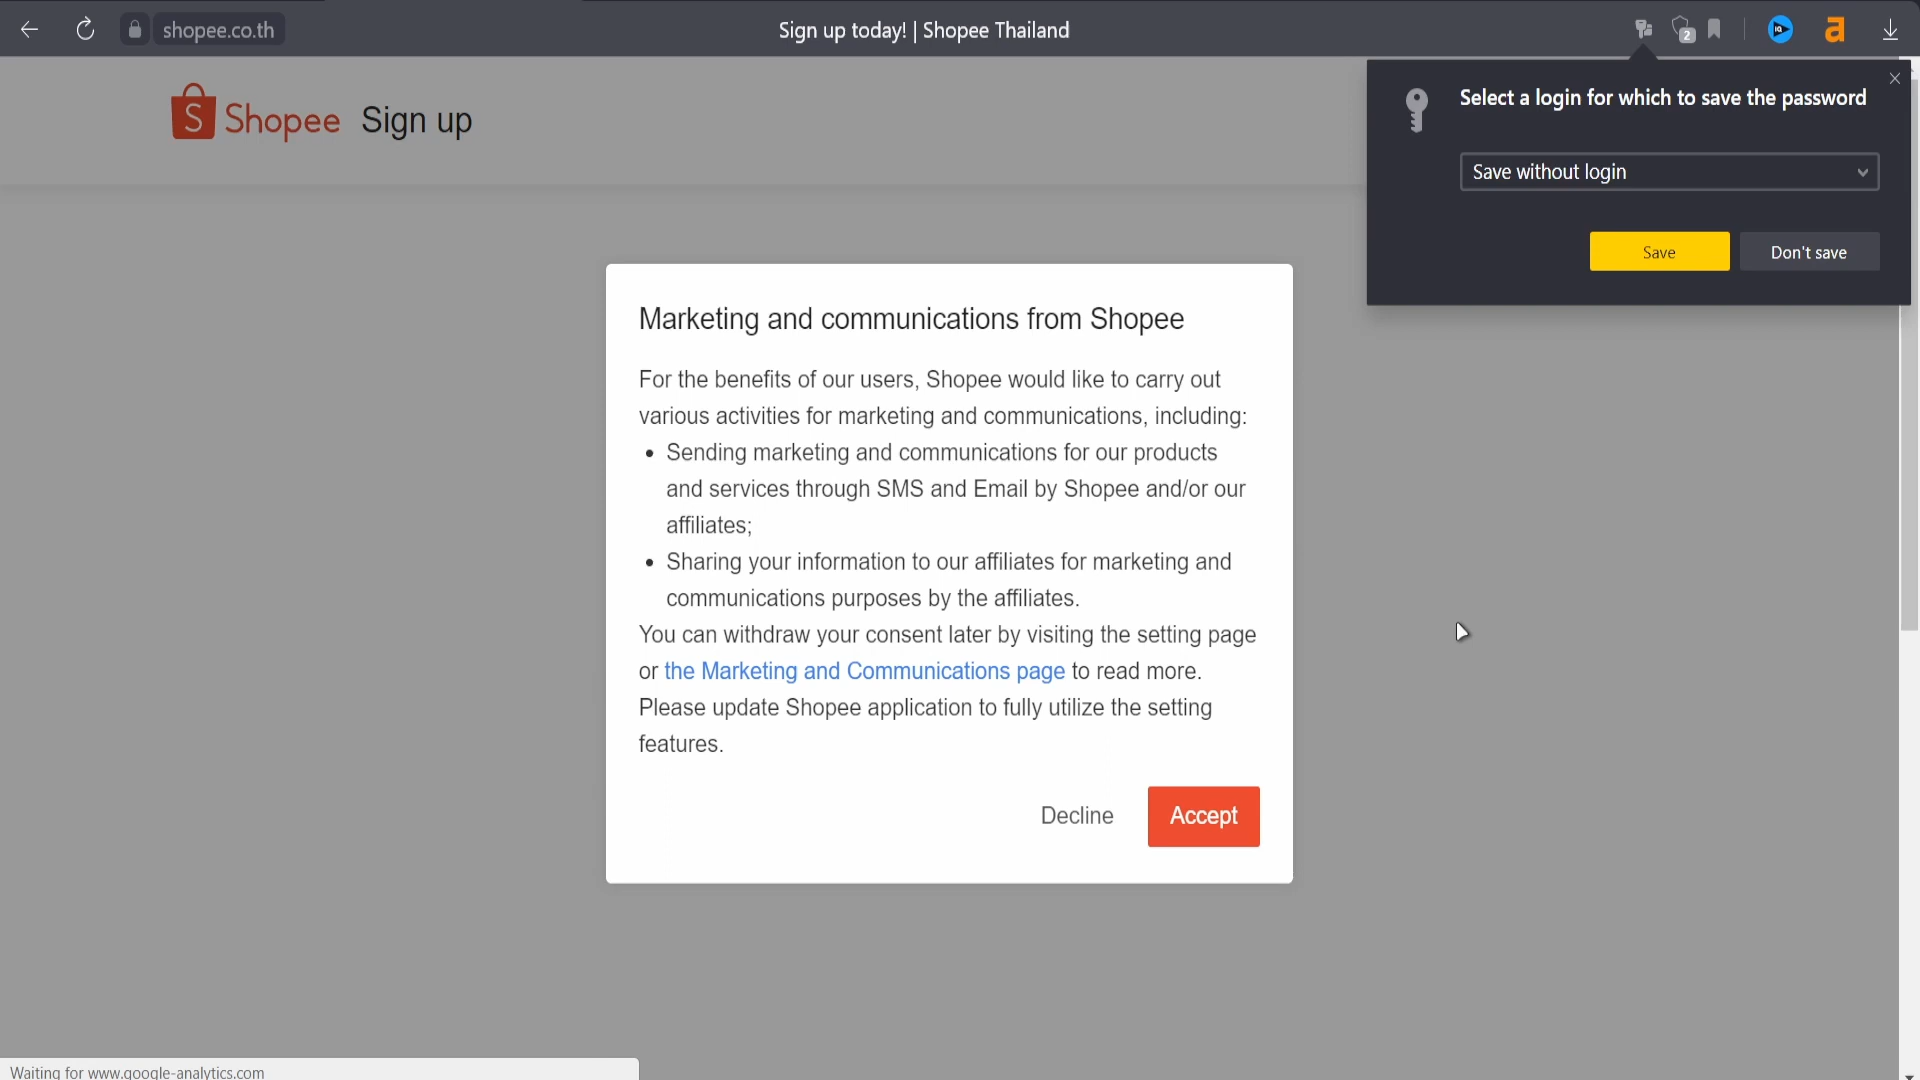 shopee.co.th
Sign up today! | Shopee Thailand
2
IQ
a
Select a login for which to save the password
Save without login
Save
Don't save
S Shopee Sign up
Marketing and communications from Shopee
For the benefits of our users, Shopee would like to carry out
various activities for marketing and communications, including:
• Sending marketing and communications for our products
and services through SMS and Email by Shopee and/or our
affiliates;
• Sharing your information to our affiliates for marketing and
communications purposes by the affiliates.
You can withdraw your consent later by visiting the setting page
or the Marketing and Communications page to read more.
Please update Shopee application to fully utilize the setting
features.
Decline
Accept
Waiting for www.google-analytics.com